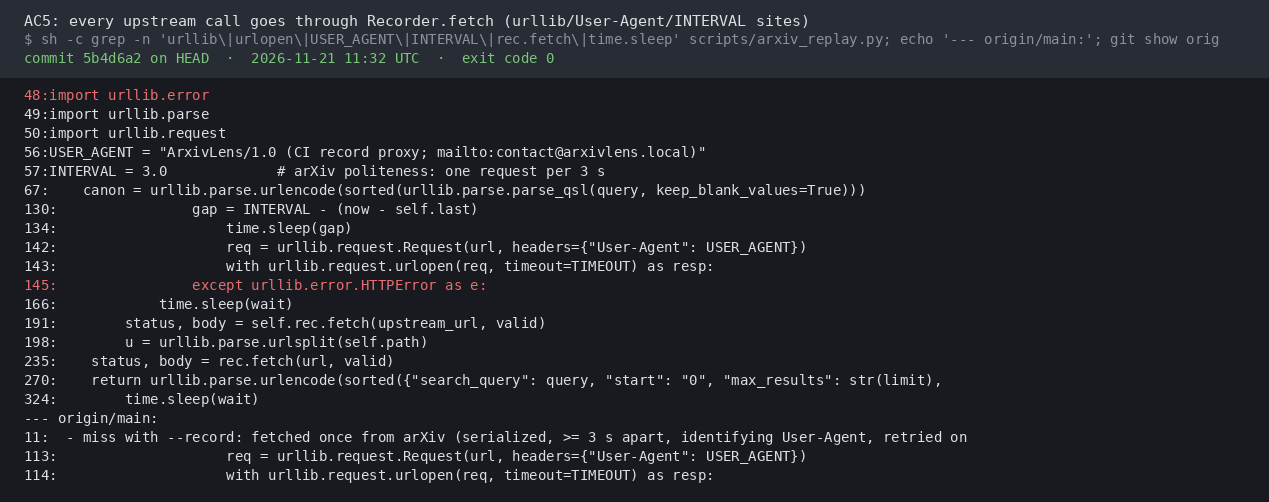 AC5: every upstream call goes through Recorder.fetch (urllib/User-Agent/INTERVAL sites)
$ sh -c grep -n 'urllib\|urlopen\|USER_AGENT\|INTERVAL\|rec.fetch\|time.sleep' scripts/arxiv_replay.py; echo '--- origin/main:'; git show orig
commit 5b4d6a2 on HEAD  ·  2026-11-21 11:32 UTC  ·  exit code 0
48:import urllib.error
49:import urllib.parse
50:import urllib.request
56:USER_AGENT = "ArxivLens/1.0 (CI record proxy; mailto:contact@arxivlens.local)"
57:INTERVAL = 3.0             # arXiv politeness: one request per 3 s
67:    canon = urllib.parse.urlencode(sorted(urllib.parse.parse_qsl(query, keep_blank_values=True)))
130:                gap = INTERVAL - (now - self.last)
134:                    time.sleep(gap)
142:                    req = urllib.request.Request(url, headers={"User-Agent": USER_AGENT})
143:                    with urllib.request.urlopen(req, timeout=TIMEOUT) as resp:
145:                except urllib.error.HTTPError as e:
166:            time.sleep(wait)
191:        status, body = self.rec.fetch(upstream_url, valid)
198:        u = urllib.parse.urlsplit(self.path)
235:    status, body = rec.fetch(url, valid)
270:    return urllib.parse.urlencode(sorted({"search_query": query, "start": "0", "max_results": str(limit),
324:        time.sleep(wait)
--- origin/main:
11:  - miss with --record: fetched once from arXiv (serialized, >= 3 s apart, identifying User-Agent, retried on
113:                    req = urllib.request.Request(url, headers={"User-Agent": USER_AGENT})
114:                    with urllib.request.urlopen(req, timeout=TIMEOUT) as resp: